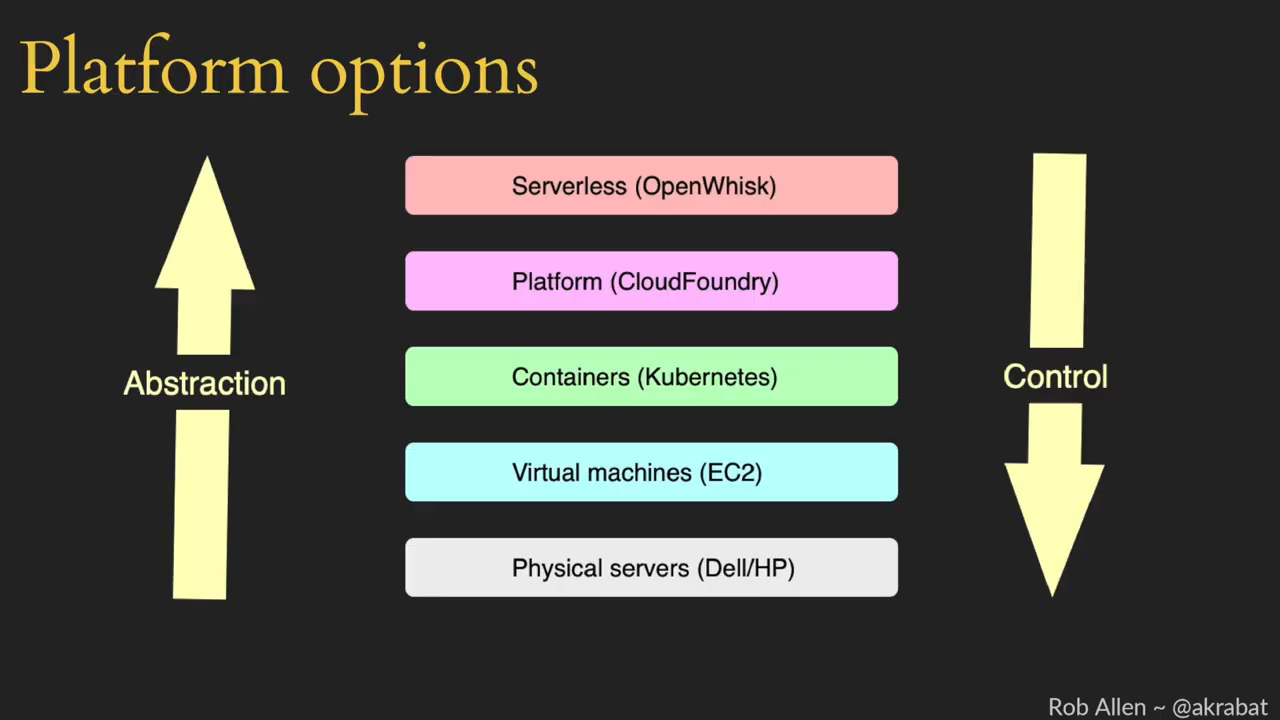 Platform options
Serverless (OpenWhisk)
Platform (CloudFoundry)
Abstraction
Containers (Kubernetes)
Control
Virtual machines (EC2)
Physical servers (Dell/HP)
Rob Allen ~ @akrabat